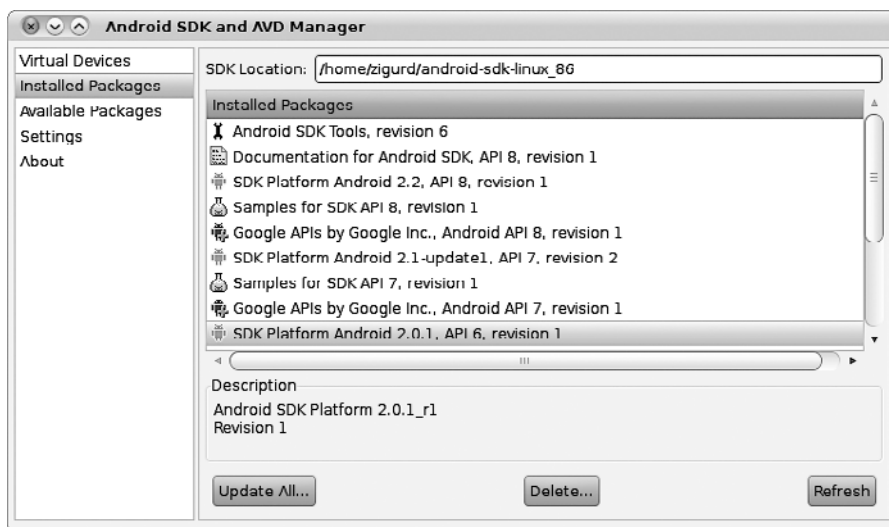 Android SDK and AVD Manager
Virtual Devices
Installed Packages
Available Packages
Settings
About
SDK Location: /home/zigurd/android-sdk-linux_86
Installed Packages
Android SDK Tools, revision 6
Documentation for Android SDK, API 8, revision 1
SDK Platform Android 2.2, API 8, revision 1
Samples for SDK API 8, revision 1
Google APIs by Google Inc., Android API 8, revision 1
SDK Platform Android 2.1-update1, API 7, revision 2
Samples for SDK API 7, revision 1
Google APIs by Google Inc., Android API 7, revision 1
SDK Platform Android 2.0.1, API 6, revision 1
Description
Android SDK Platform 2.0.1_r1
Revision 1
Update All...
Delete...
Refresh